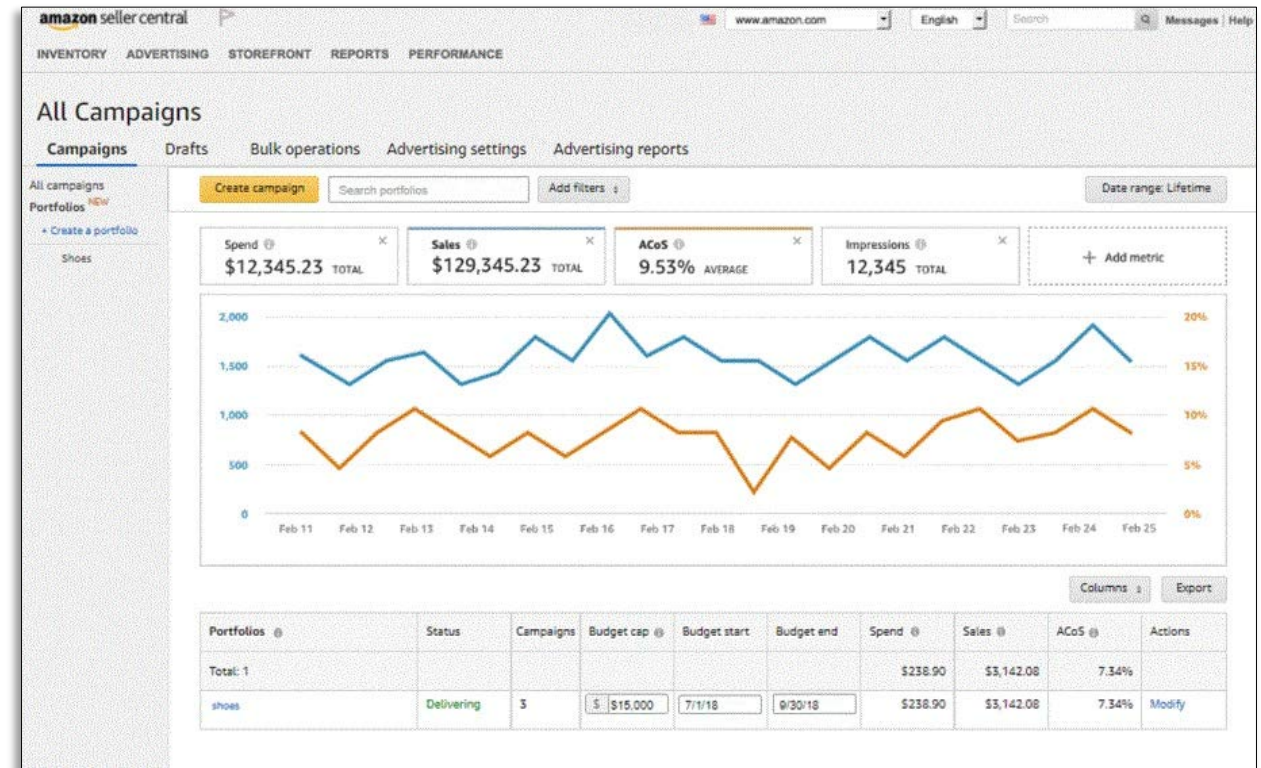 amazon seller central www.amazon.com English Search Messages | Help
INVENTORY ADVERTISING STOREFRONT REPORTS PERFORMANCE
All Campaigns
Campaigns Drafts Bulk operations Advertising settings Advertising reports
All campaigns
Portfolios NEW
+ Create a portfolio
Shoes
Create campaign Search portfolios Add filters Date range: Lifetime
Spend Sales ACoS Impressions
$12,345.23 TOTAL $129,345.23 TOTAL 9.53% AVERAGE 12,345 TOTAL + Add metric
2,000 20%
1,500 15%
1,000 10%
500 5%
0 0%
Feb 11 Feb 12 Feb 13 Feb 14 Feb 15 Feb 16 Feb 17 Feb 18 Feb 19 Feb 20 Feb 21 Feb 22 Feb 23 Feb 24 Feb 25
Columns Export
Portfolios Status Campaigns Budget cap Budget start Budget end Spend Sales ACoS Actions
Total: 1 $238.90 $3,142.08 7.34%
shoes Delivering 3 $ $15,000 7/1/18 9/30/18 $238.90 $3,142.08 7.34% Modify